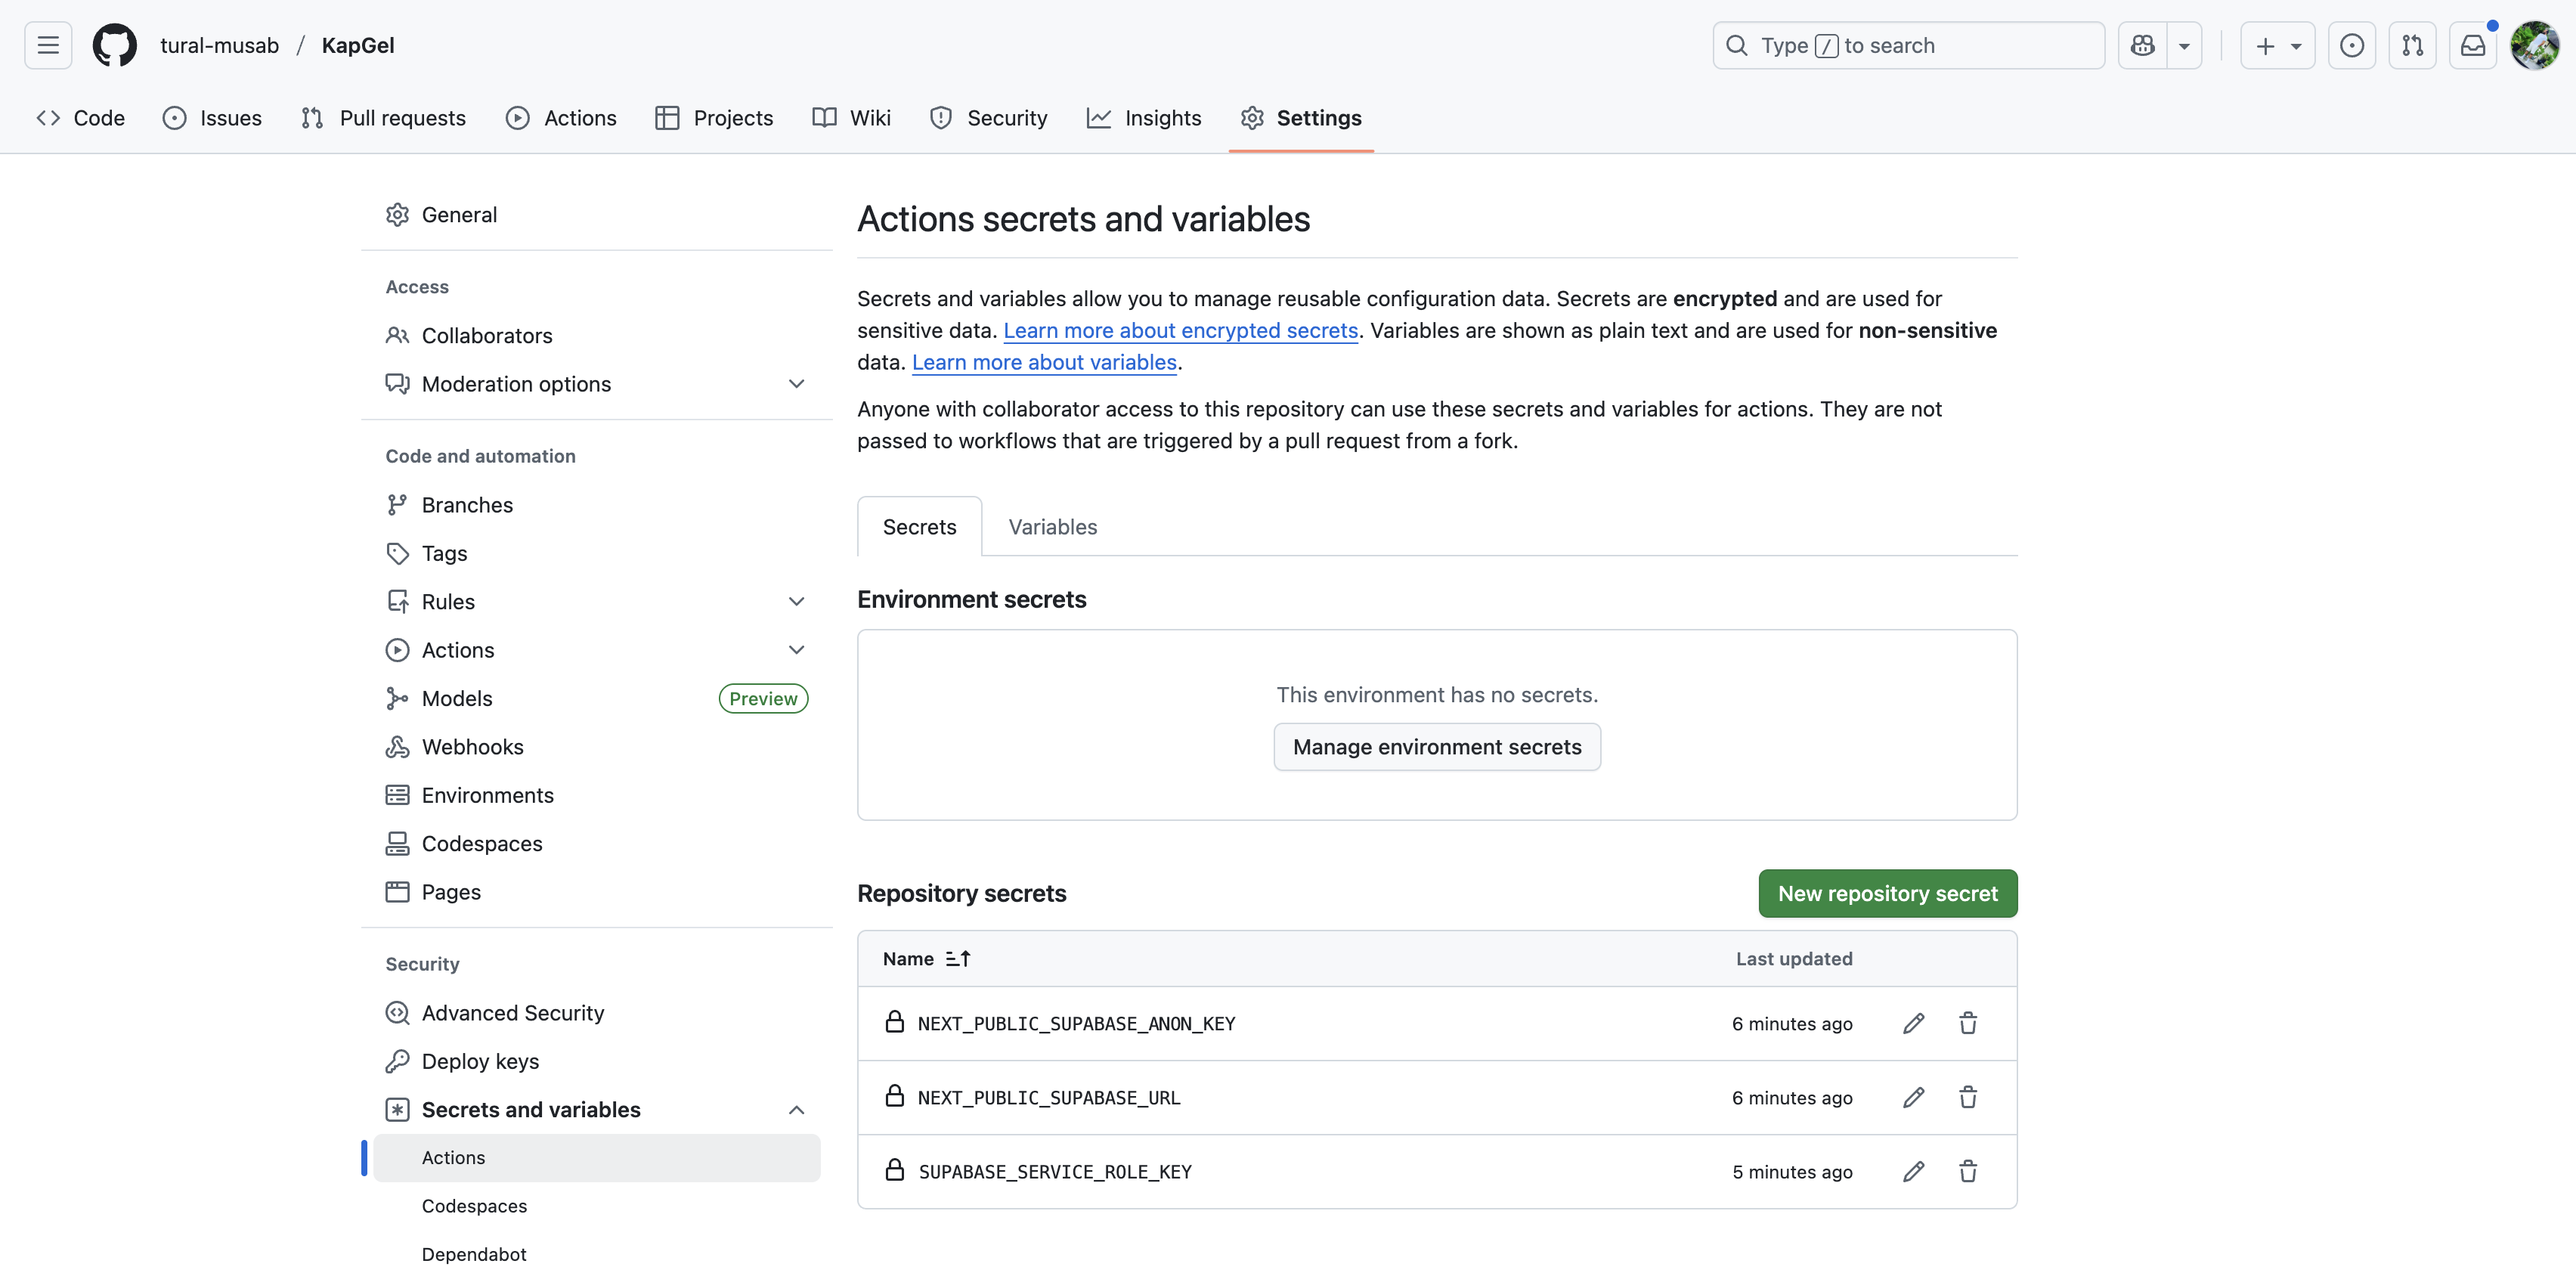 tural-musab / KapGel
Type / to search
Code
Issues
Pull requests
Actions
Projects
Wiki
Security
Insights
Settings
General
Access
Collaborators
Moderation options
Code and automation
Branches
Tags
Rules
Actions
Models
Preview
Webhooks
Environments
Codespaces
Pages
Security
Advanced Security
Deploy keys
Secrets and variables
Actions
Codespaces
Dependabot
Actions secrets and variables
Secrets and variables allow you to manage reusable configuration data. Secrets are encrypted and are used for
sensitive data. Learn more about encrypted secrets. Variables are shown as plain text and are used for non-sensitive
data. Learn more about variables.
Anyone with collaborator access to this repository can use these secrets and variables for actions. They are not
passed to workflows that are triggered by a pull request from a fork.
Secrets
Variables
Environment secrets
This environment has no secrets.
Manage environment secrets
Repository secrets
New repository secret
Name
Last updated
NEXT_PUBLIC_SUPABASE_ANON_KEY
6 minutes ago
NEXT_PUBLIC_SUPABASE_URL
6 minutes ago
SUPABASE_SERVICE_ROLE_KEY
5 minutes ago